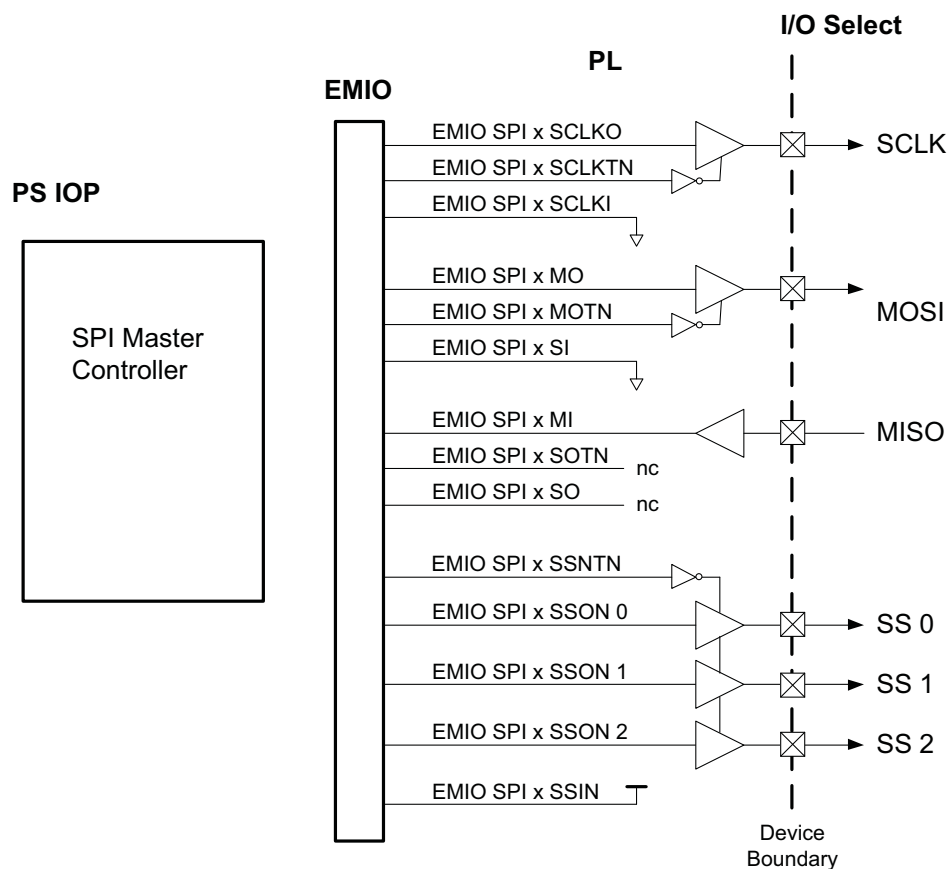 I/O Select
PL
EMIO
EMIO SPI x SCLKO
SCLK
EMIO SPI x SCLKTN
PS IOP
EMIO SPI x SCLKI
EMIO SPI x MO
MOSI
EMIO SPI x MOTN
SPI Master
Controller
EMIO SPI x SI
EMIO SPI x MI
MISO
EMIO SPI x SOTN
nc
EMIO SPI x SO
nc
EMIO SPI x SSNTN
EMIO SPI x SSON 0
SS 0
EMIO SPI x SSON 1
SS 1
EMIO SPI x SSON 2
SS 2
EMIO SPI x SSIN
Device
Boundary